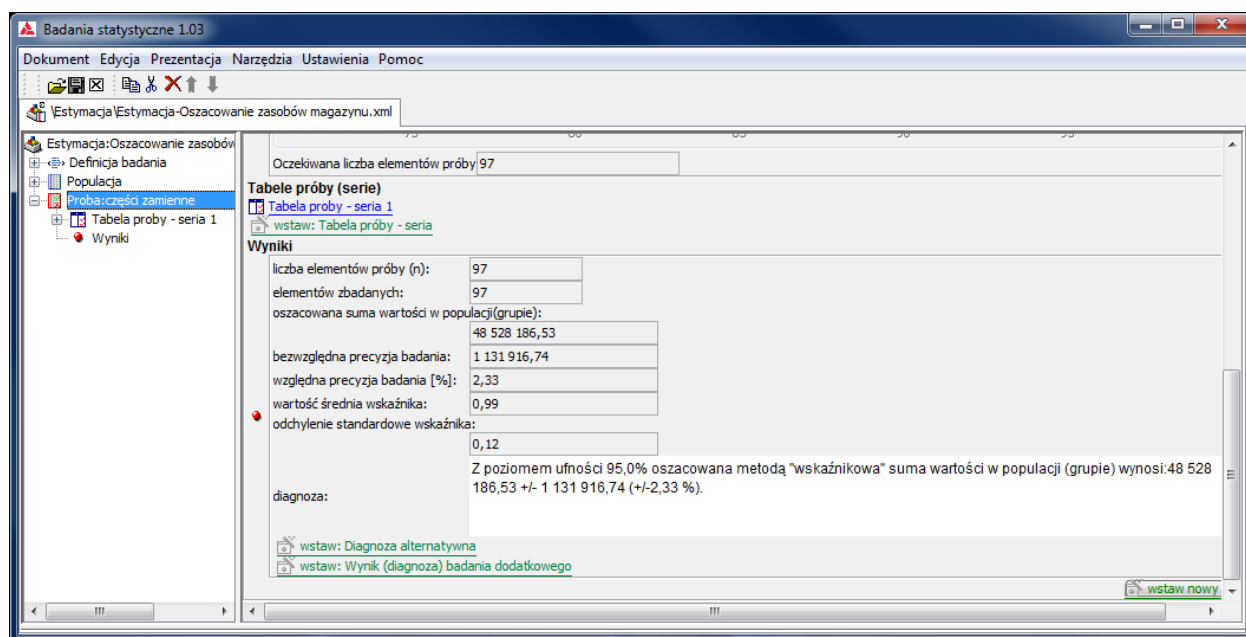 Badania statystyczne 1.03
Dokument Edycja Prezentacja Narzędzia Ustawienia Pomoc
\Estymacja\Estymacja-Oszacowanie zasobów magazynu.xml
Estymacja:Oszacowanie zasobów
Definicja badania
Populacja
Proba:części zamienne
Tabela proby - seria 1
Wyniki
Oczekiwana liczba elementów próby 97
Tabele próby (serie)
Tabela proby - seria 1
wstaw: Tabela próby - seria
Wyniki
liczba elementów próby (n): 97
elementów zbadanych: 97
oszacowana suma wartości w populacji(grupie):
48 528 186,53
bezwzględna precyzja badania: 1 131 916,74
względna precyzja badania [%]: 2,33
wartość średnia wskaźnika: 0,99
odchylenie standardowe wskaźnika:
0,12
Z poziomem ufności 95,0% oszacowana metodą "wskaźnikowa" suma wartości w populacji (grupie) wynosi:48 528
186,53 +/- 1 131 916,74 (+/-2,33 %).
diagnoza:
wstaw: Diagnoza alternatywna
wstaw: Wynik (diagnoza) badania dodatkowego
wstaw nowy